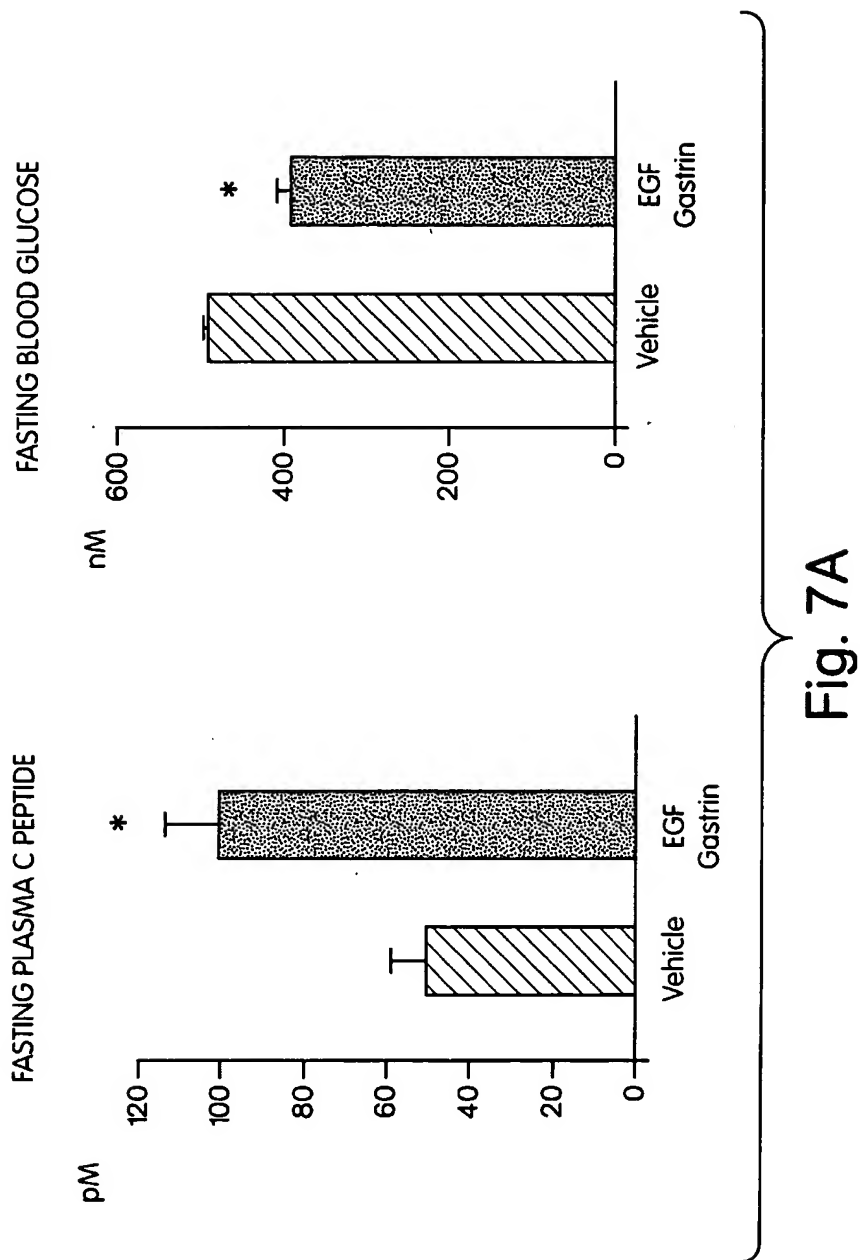 FASTING PLASMA C PEPTIDE
pM
120
100
80
60
40
20
0
*
Vehicle
EGF
Gastrin
FASTING BLOOD GLUCOSE
nM
600
400
200
0
*
Vehicle
EGF
Gastrin
Fig. 7A